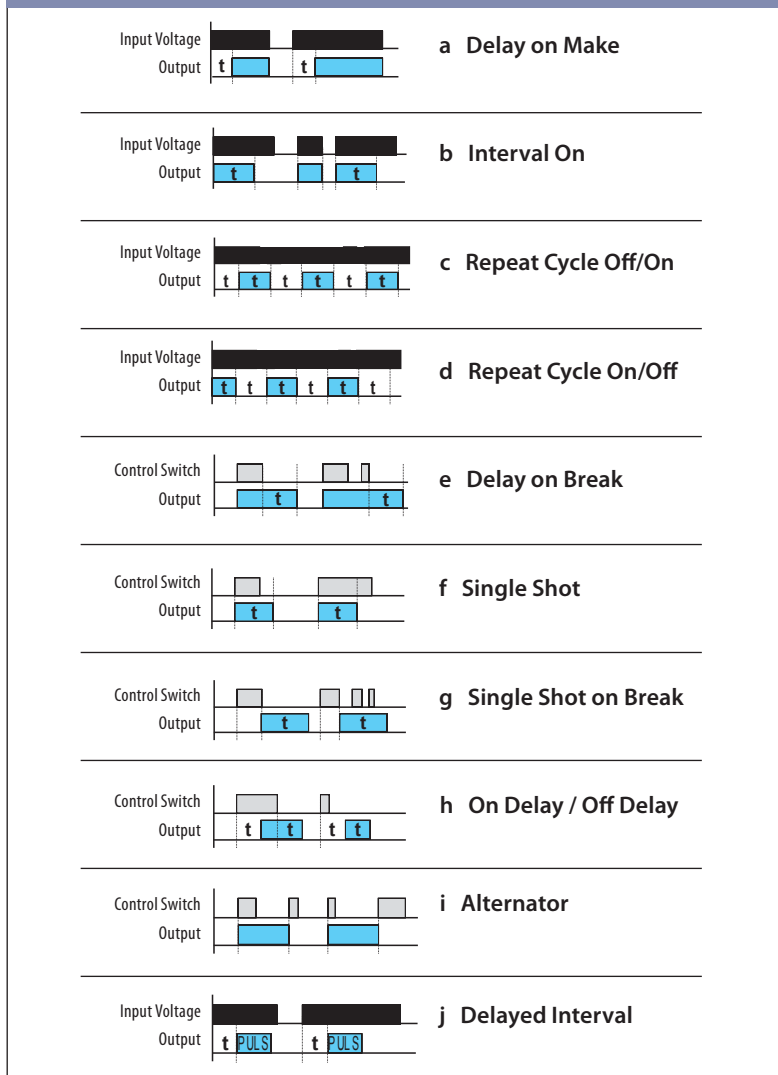 Input Voltage
Output t t
a Delay on Make
Input Voltage
Output t t
b Interval On
Input Voltage
Output t t t t t t
c Repeat Cycle Off/On
Input Voltage
Output t t t t t t
d Repeat Cycle On/Off
Control Switch
Output t t
e Delay on Break
Control Switch
Output t t
f Single Shot
Control Switch
Output t t
g Single Shot on Break
Control Switch
Output t t t t
h On Delay / Off Delay
Control Switch
Output
i Alternator
Input Voltage
Output t PULS t PULS
j Delayed Interval